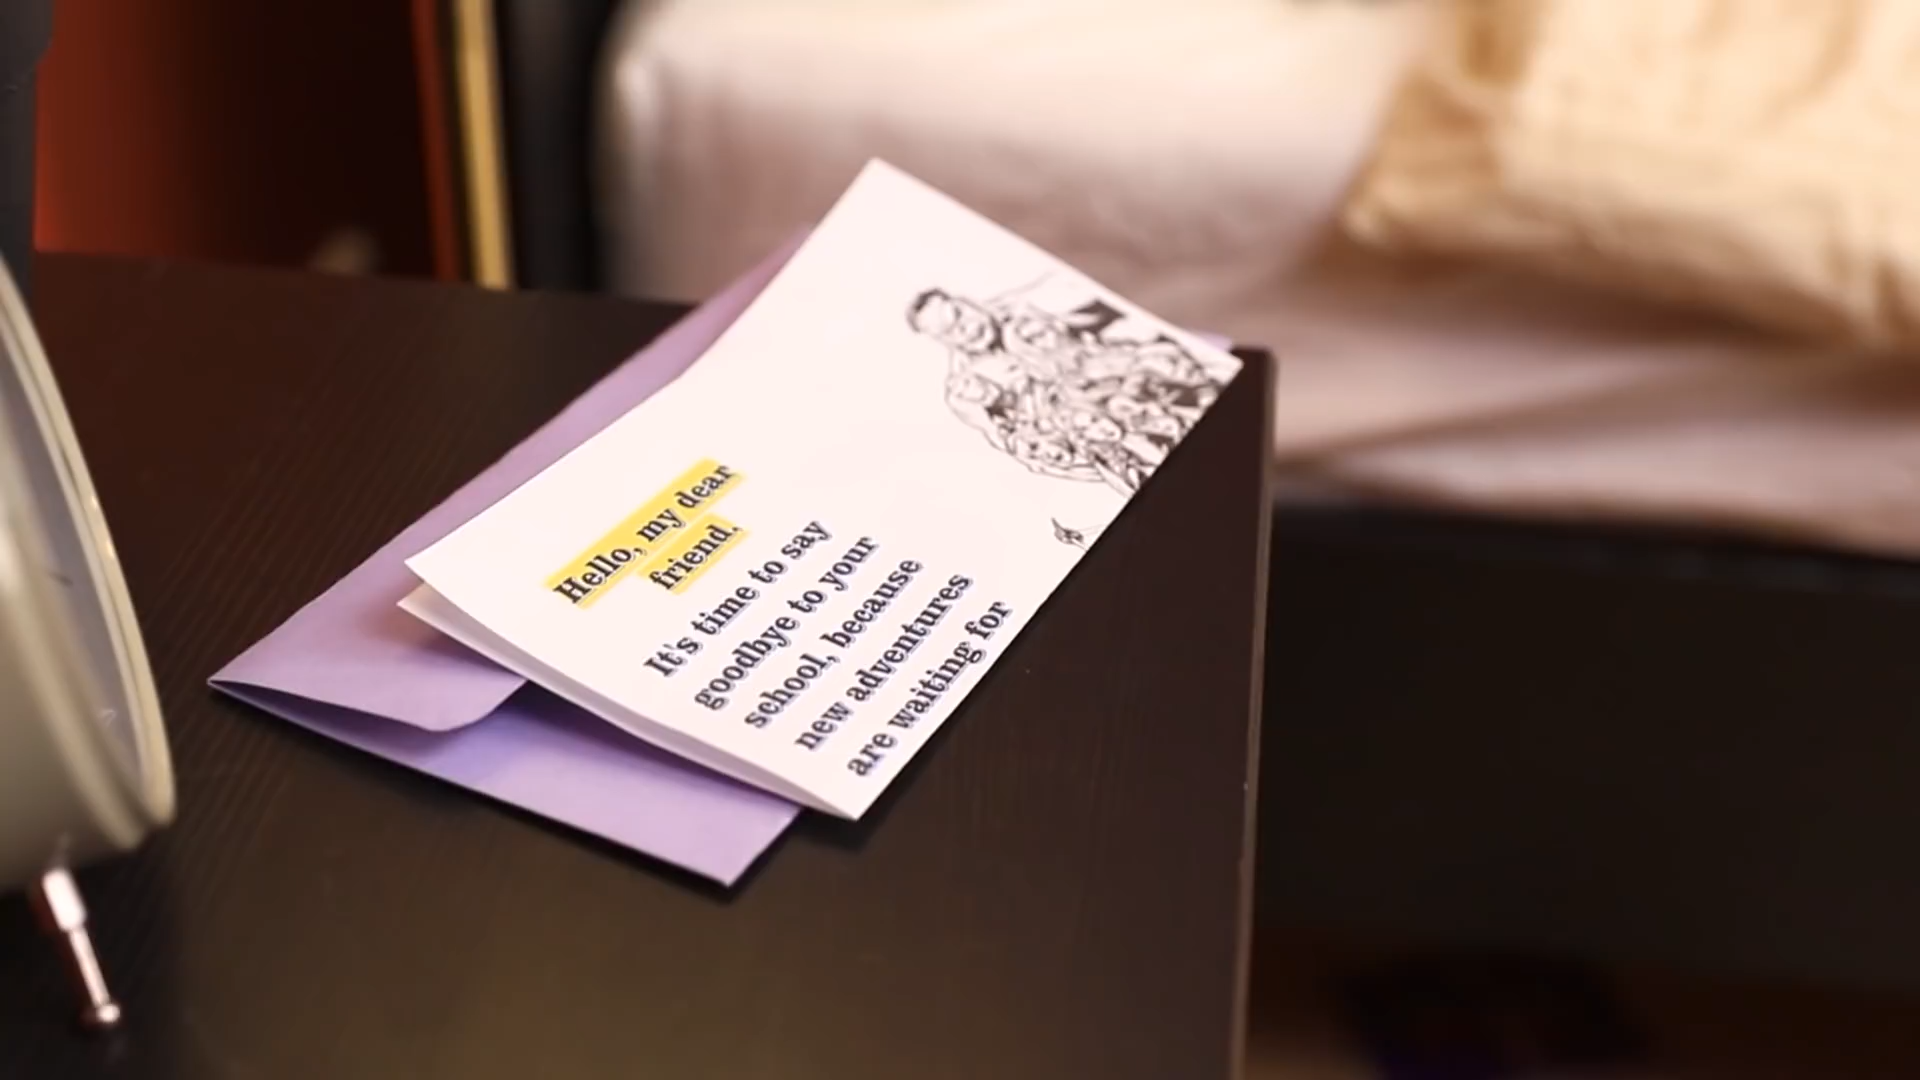 Hello, my dear
friend.
It's time to say
goodbye to your
school, because
new adventures
are waiting for